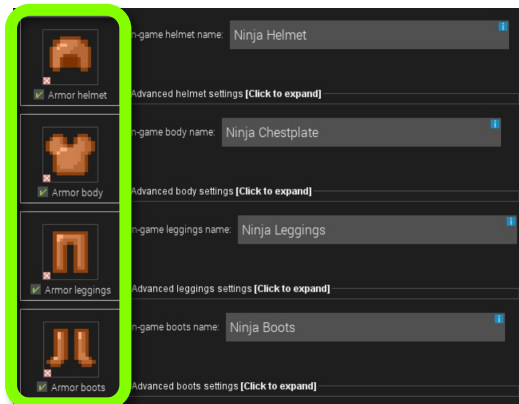 n-game helmet name: Ninja Helmet
Armor helmet
Advanced helmet settings [Click to expand]
n-game body name: Ninja Chestplate
Armor body
Advanced body settings [Click to expand]
n-game leggings name: Ninja Leggings
Armor leggings
Advanced leggings settings [Click to expand]
n-game boots name: Ninja Boots
Armor boots
Advanced boots settings [Click to expand]